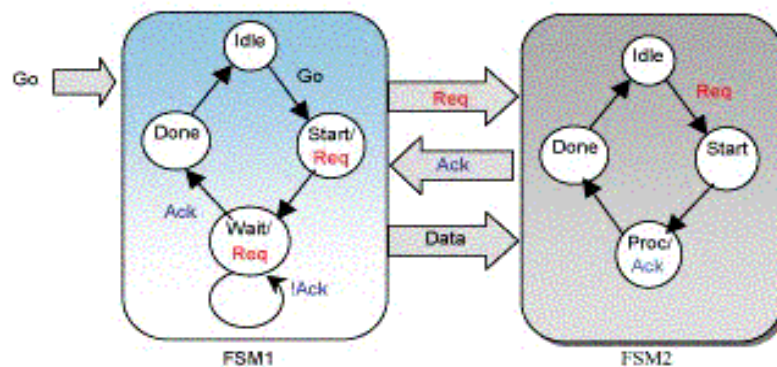 Go
Idle
Go
Done
Start/
Req
Ack
Wait/
Req
!Ack
FSM1
Req
Ack
Data
Idle
Req
Done
Start
Proc/
Ack
FSM2